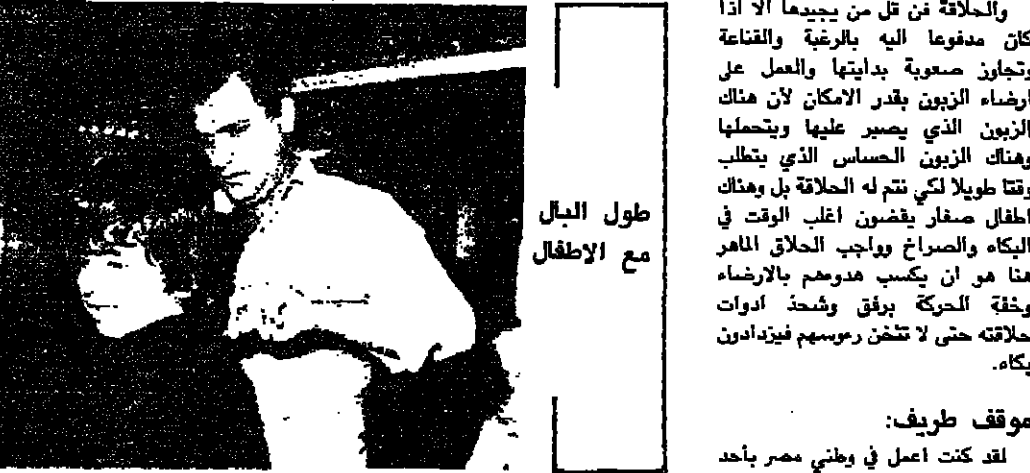 والحلاقة فن قل من يجيدها الا اذا
كان مدفوعا اليه بالرغبة والقناعة
وتجاوز صعوبة بدايتها والعمل على
ارضاء الزبون بقدر الامكان لأن هناك
الزبون الذي يصبر عليها ويتحملها
وهناك الزبون الحساس الذي يتطلب
وقتا طويلا لكي نتم له الحلاقة بل وهناك
اطفال صغار يقضون اغلب الوقت في
البكاء والصراخ وواجب الحلاق الماهر
هنا هو ان يكسب هدوءهم بالارضاء
وخفة الحركة برفق وشحذ ادوات
حلاقته حتى لا تثخن رءوسهم فيزدادون
بكاء.
موقف طريف:
لقد كنت اعمل في وطني مصر بأحد
طول البال
مع الاطفال